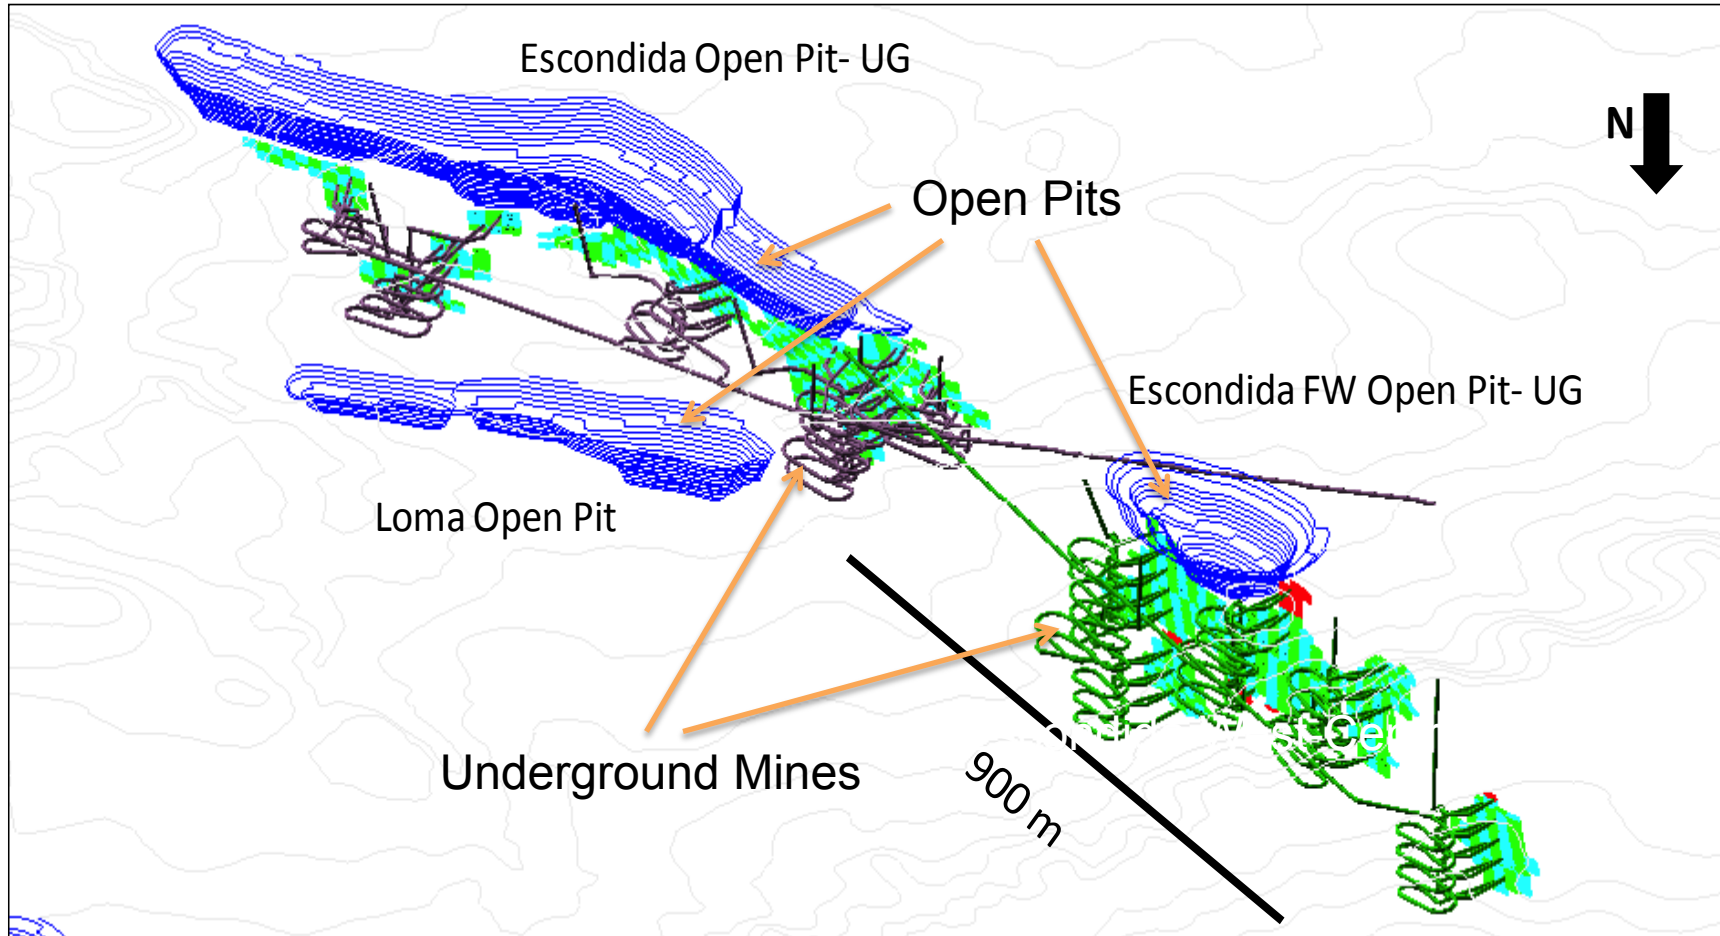 Escondida Open Pit- UG
N
Open Pits
Escondida FW Open Pit- UG
Loma Open Pit
Underground Mines
900 m